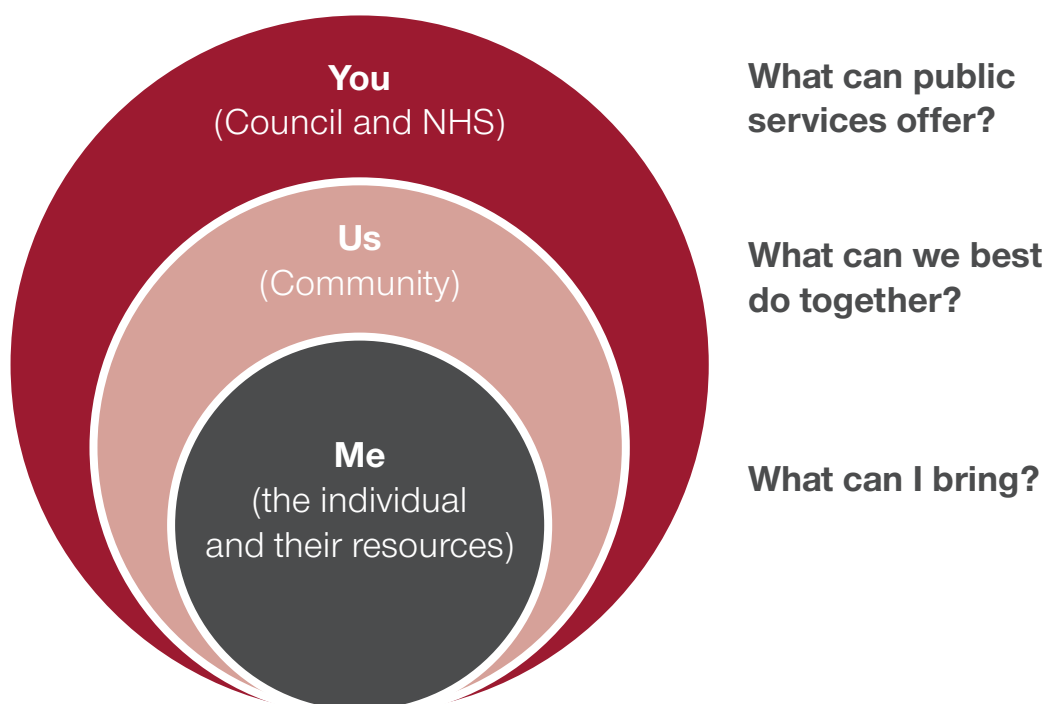 You
(Council and NHS)
What can public
services offer?
Us
(Community)
What can we best
do together?
Me
(the individual
and their resources)
What can I bring?